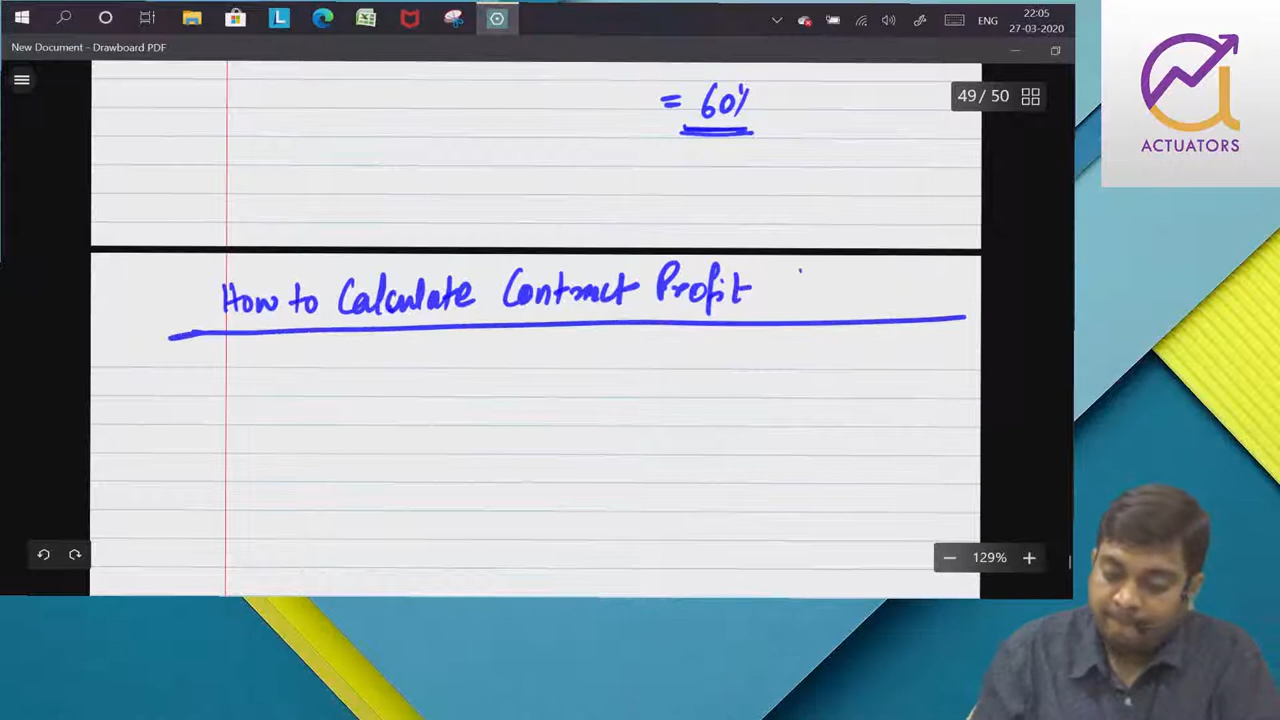 22:05
ENG
27-03-2020
New Document - Drawboard PDF
49 / 50
= 60%
ACTUATORS
How to Calculate Contract Profit
129%